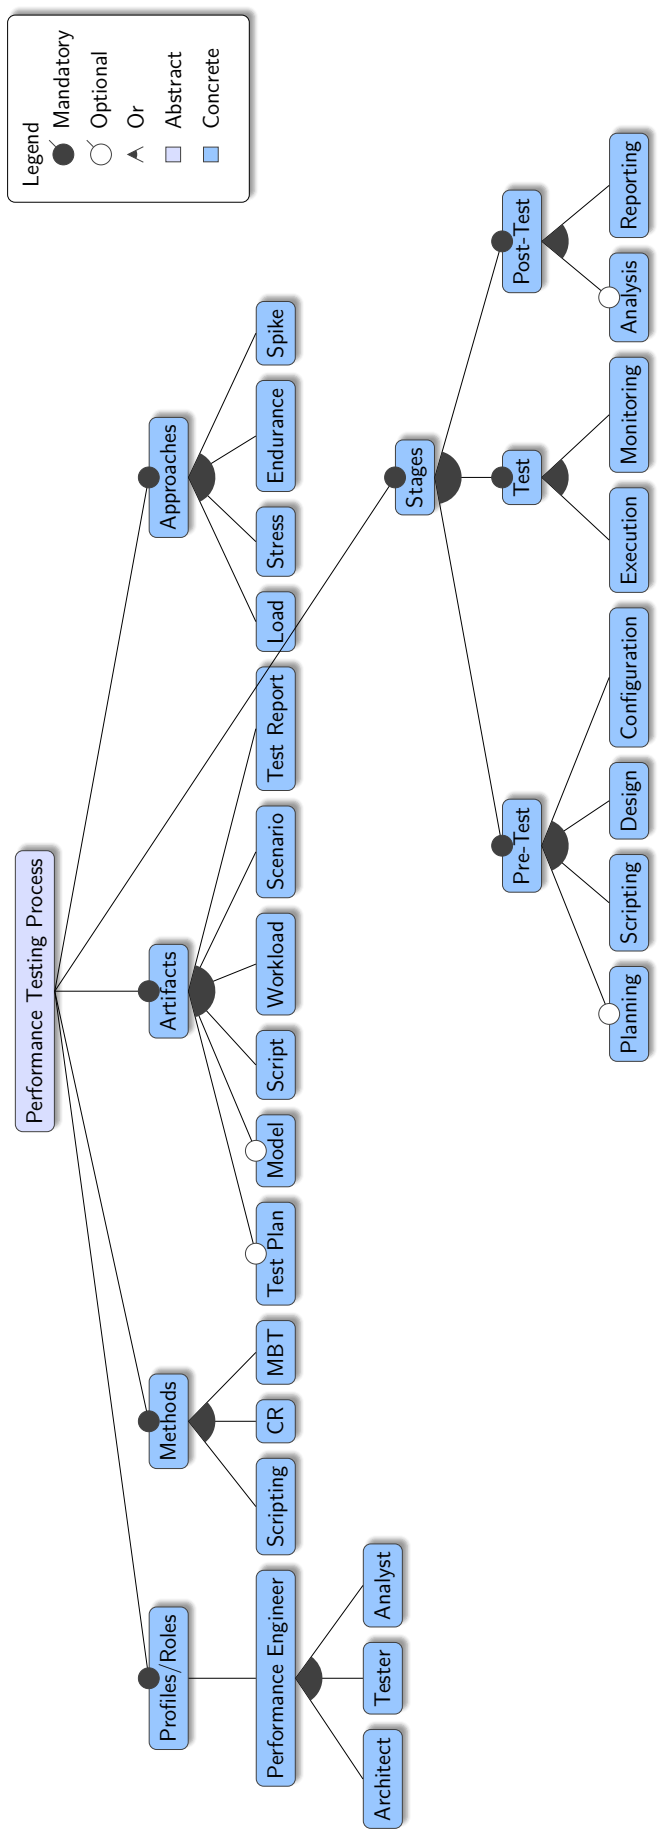 Performance Testing Process
Profiles/Roles
Methods
Artifacts
Approaches
Performance Engineer
Scripting
CR
MBT
Test Plan
Model
Script
Workload
Scenario
Test Report
Load
Stress
Endurance
Spike
Architect
Tester
Analyst
Stages
Pre-Test
Test
Post-Test
Planning
Scripting
Design
Configuration
Execution
Monitoring
Analysis
Reporting
Legend
Mandatory
Optional
Or
Abstract
Concrete